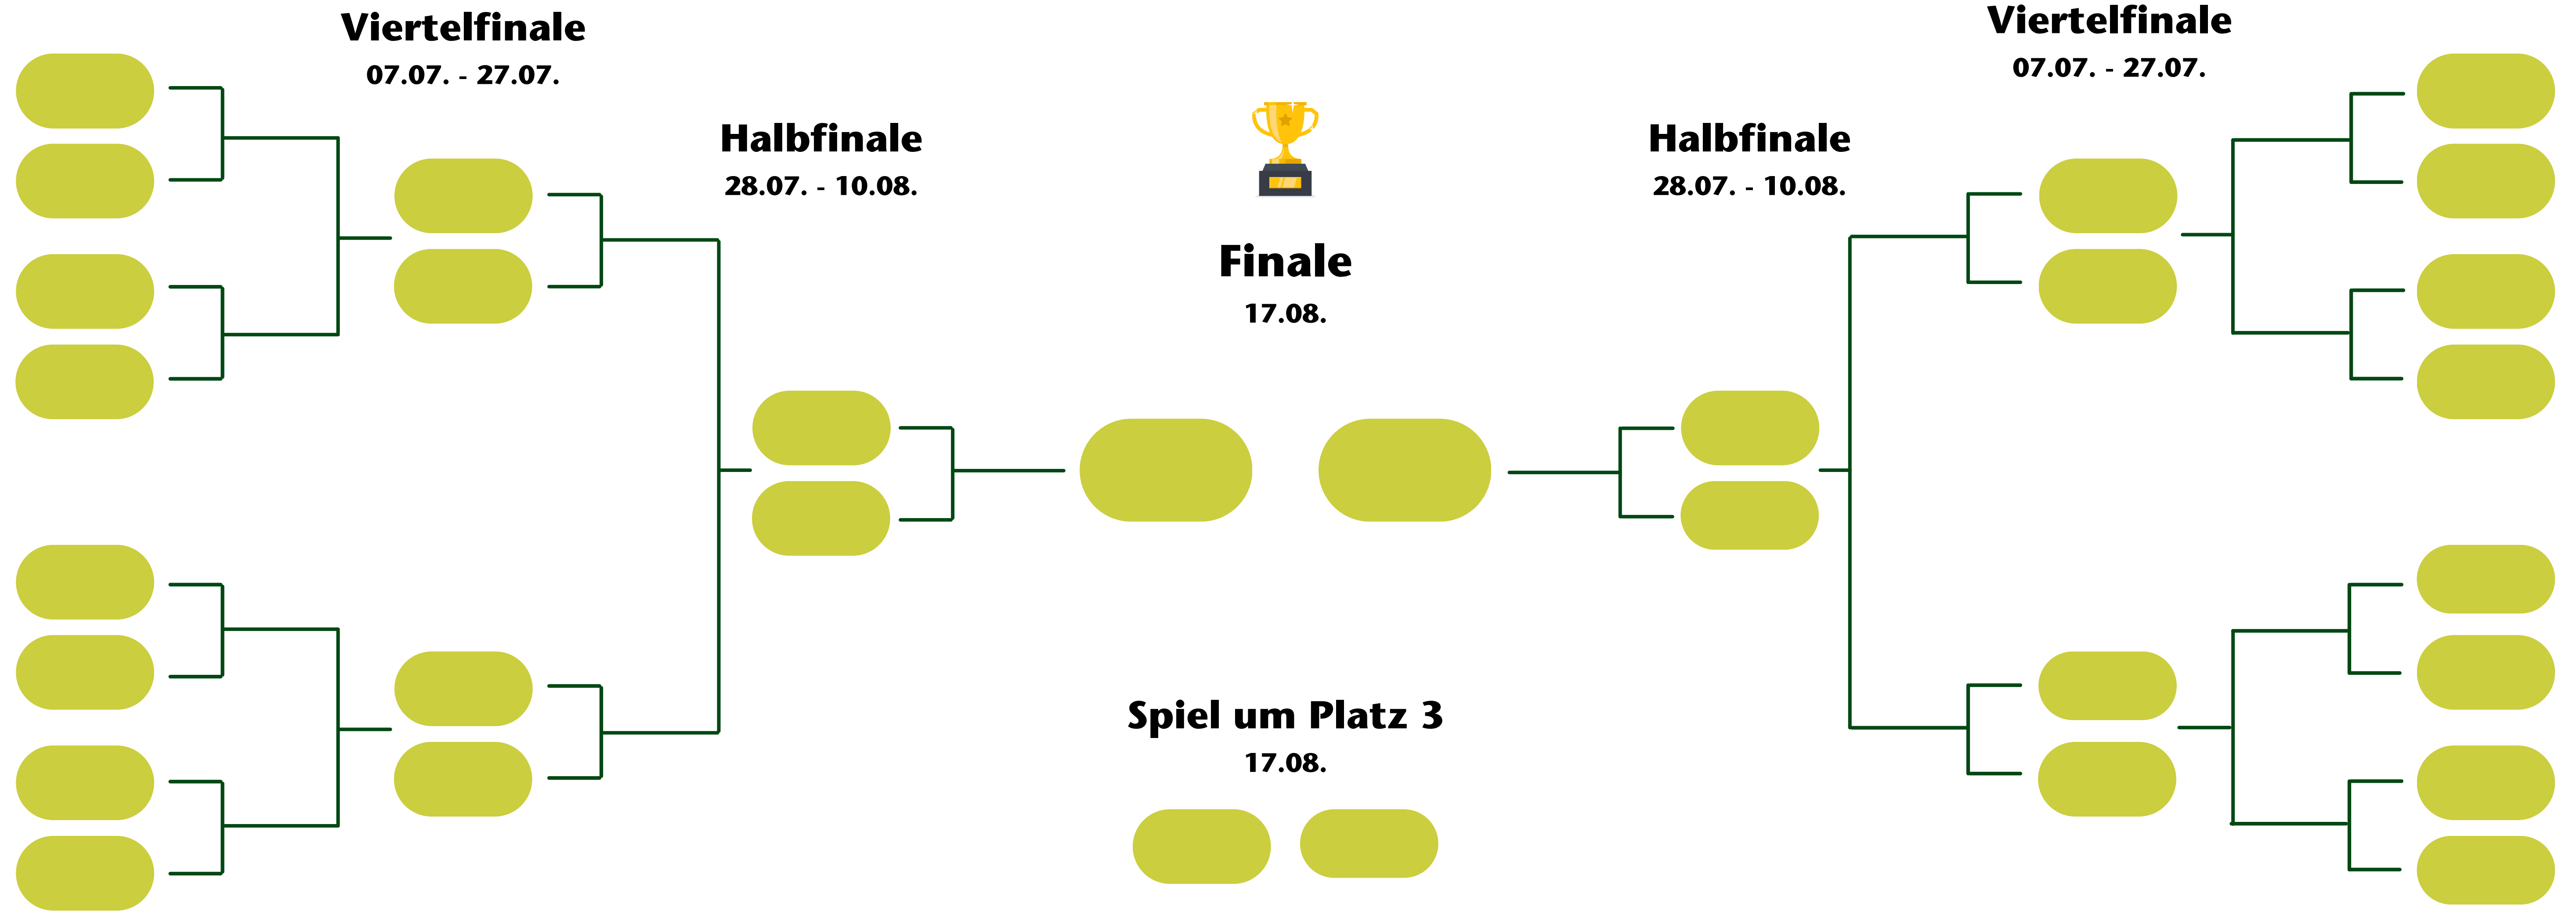 Viertelfinale
07.07. - 27.07.
Halbfinale
28.07. - 10.08.
Finale
17.08.
Halbfinale
28.07. - 10.08.
Viertelfinale
07.07. - 27.07.
Spiel um Platz 3
17.08.